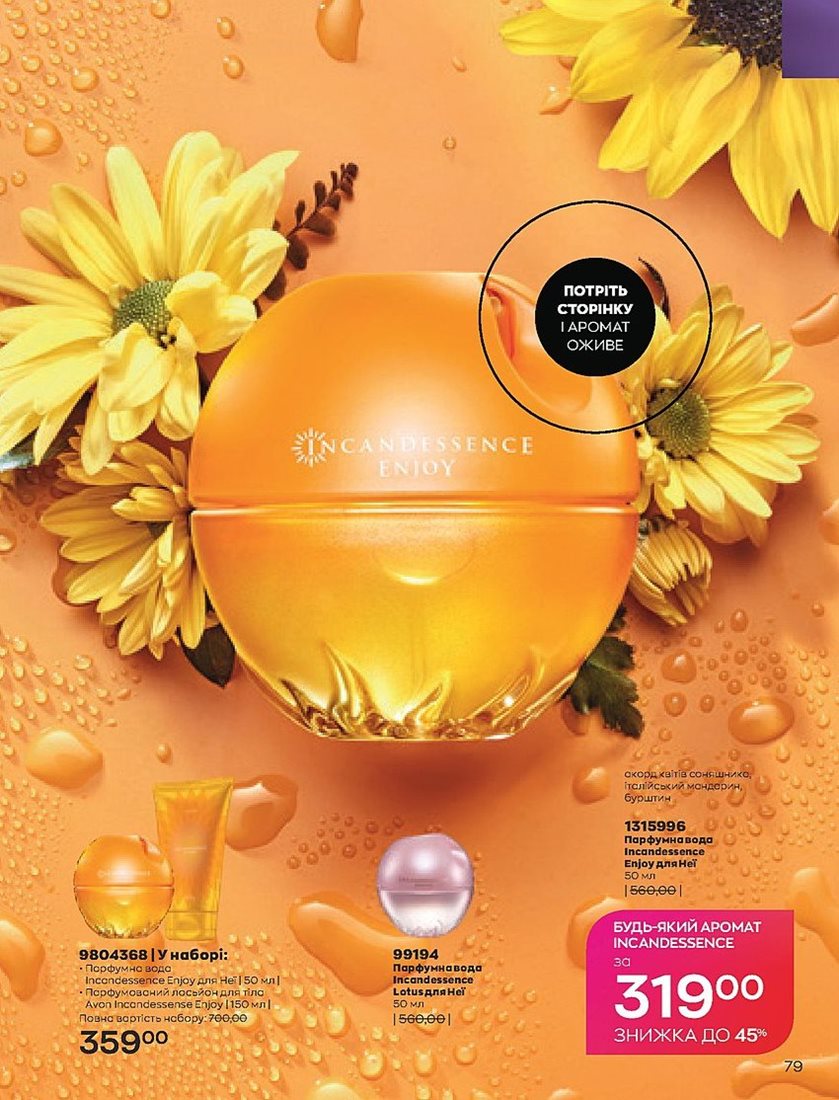 ПОТРІТЬ
СТОРІНКУ
І АРОМАТ
ОЖИВЕ
INCANDESSENCE
ENJOY
акорд квітів соняшника,
італійський мандарин,
бурштин
1315996
Парфумна вода
Incandessence
Enjoy для Неї
50 мл
| 560,00 |
9804368 | У наборі:
• Парфумна вода
Incandessence Enjoy для Неї | 50 мл |
• Парфумований лосьйон для тіла
Avon Incandessense Enjoy | 150 мл |
Повна вартість набору: 700,00
359⁰⁰
99194
Парфумна вода
Incandessence
Lotus для Неї
50 мл
| 560,00 |
БУДЬ-ЯКИЙ АРОМАТ
INCANDESSENCE
за
319⁰⁰
ЗНИЖКА ДО 45%
79